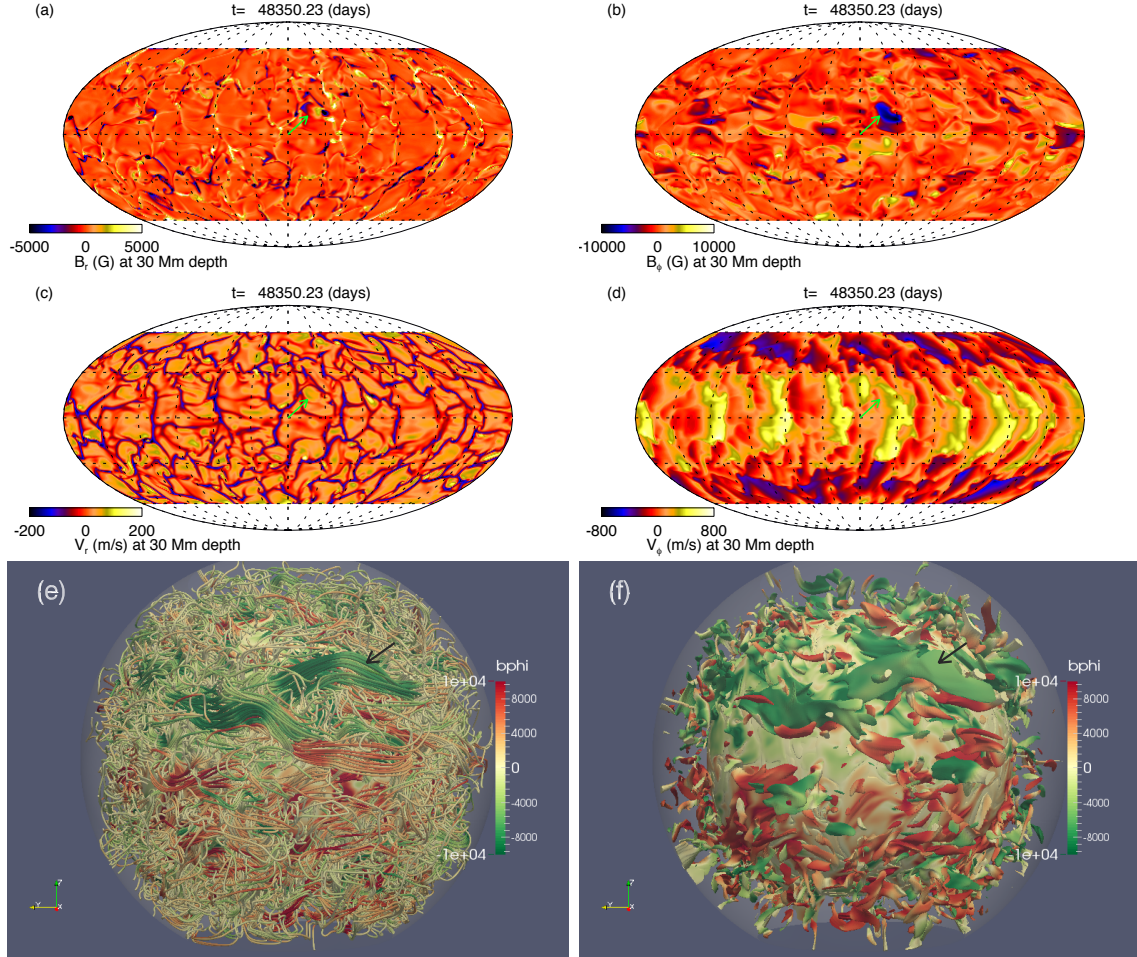 (a)
t= 48350.23 (days)
-5000 0 5000
B_r (G) at 30 Mm depth
(b)
t= 48350.23 (days)
-10000 0 10000
B_ϕ (G) at 30 Mm depth
(c)
t= 48350.23 (days)
-200 0 200
V_r (m/s) at 30 Mm depth
(d)
t= 48350.23 (days)
-800 0 800
V_ϕ (m/s) at 30 Mm depth
(e)
bphi
1e+04
8000
4000
0
-4000
-8000
1e+04
Z
Y
X
(f)
bphi
1e+04
8000
4000
0
-4000
-8000
1e+04
Z
Y
X